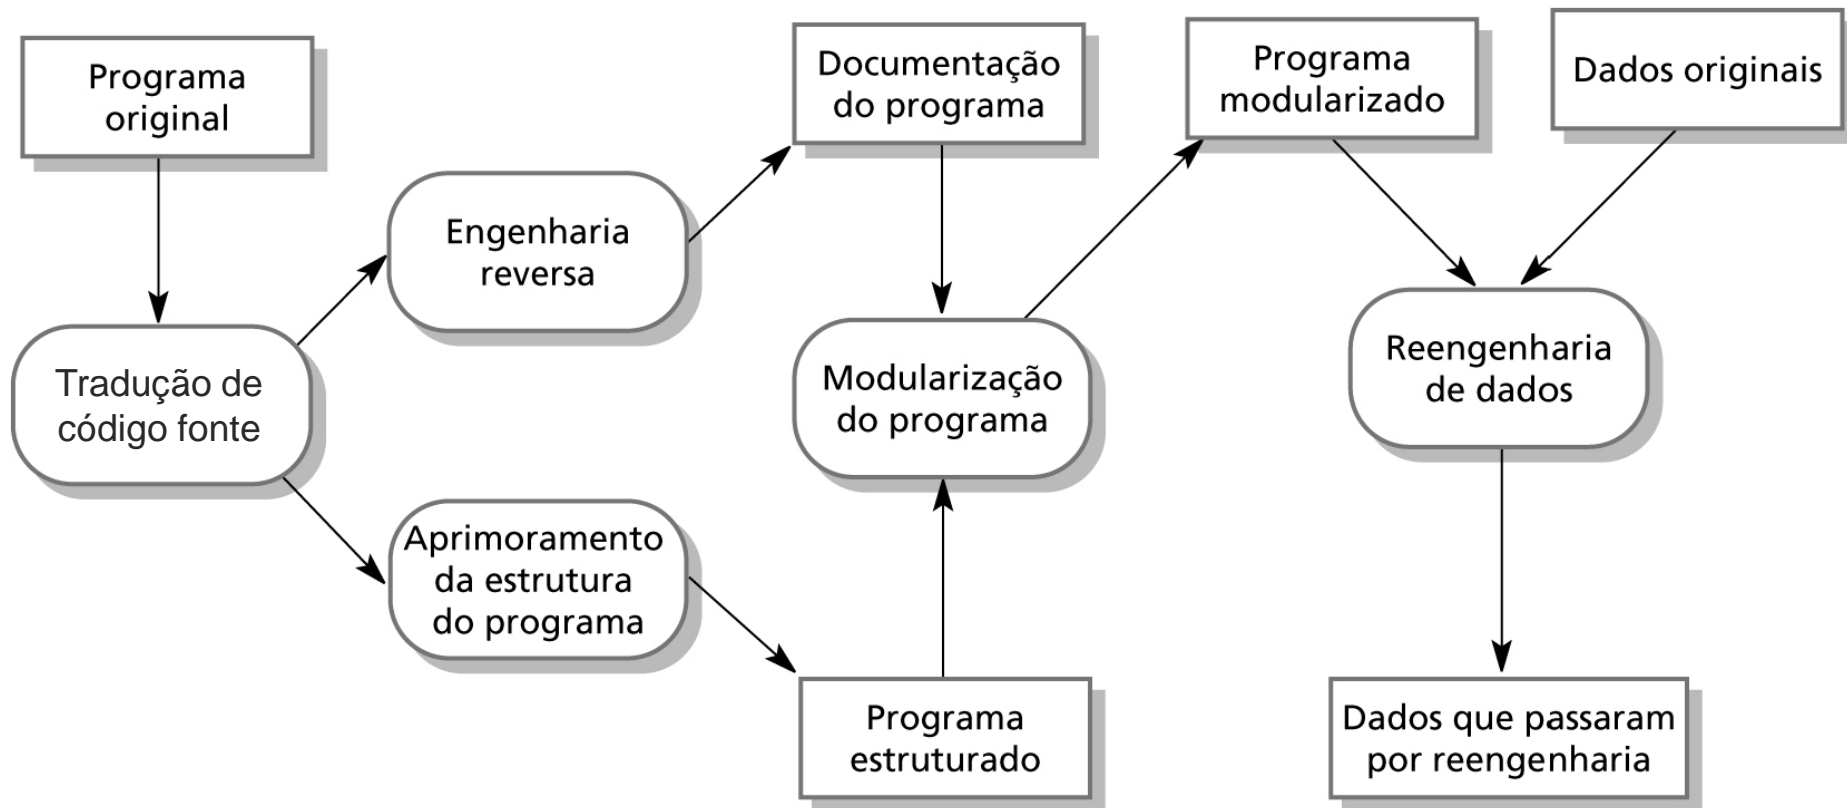 Programa
original
Documentação
do programa
Programa
modularizado
Dados originais
Engenharia
reversa
Tradução de
código fonte
Modularização
do programa
Reengenharia
de dados
Aprimoramento
da estrutura
do programa
Programa
estruturado
Dados que passaram
por reengenharia